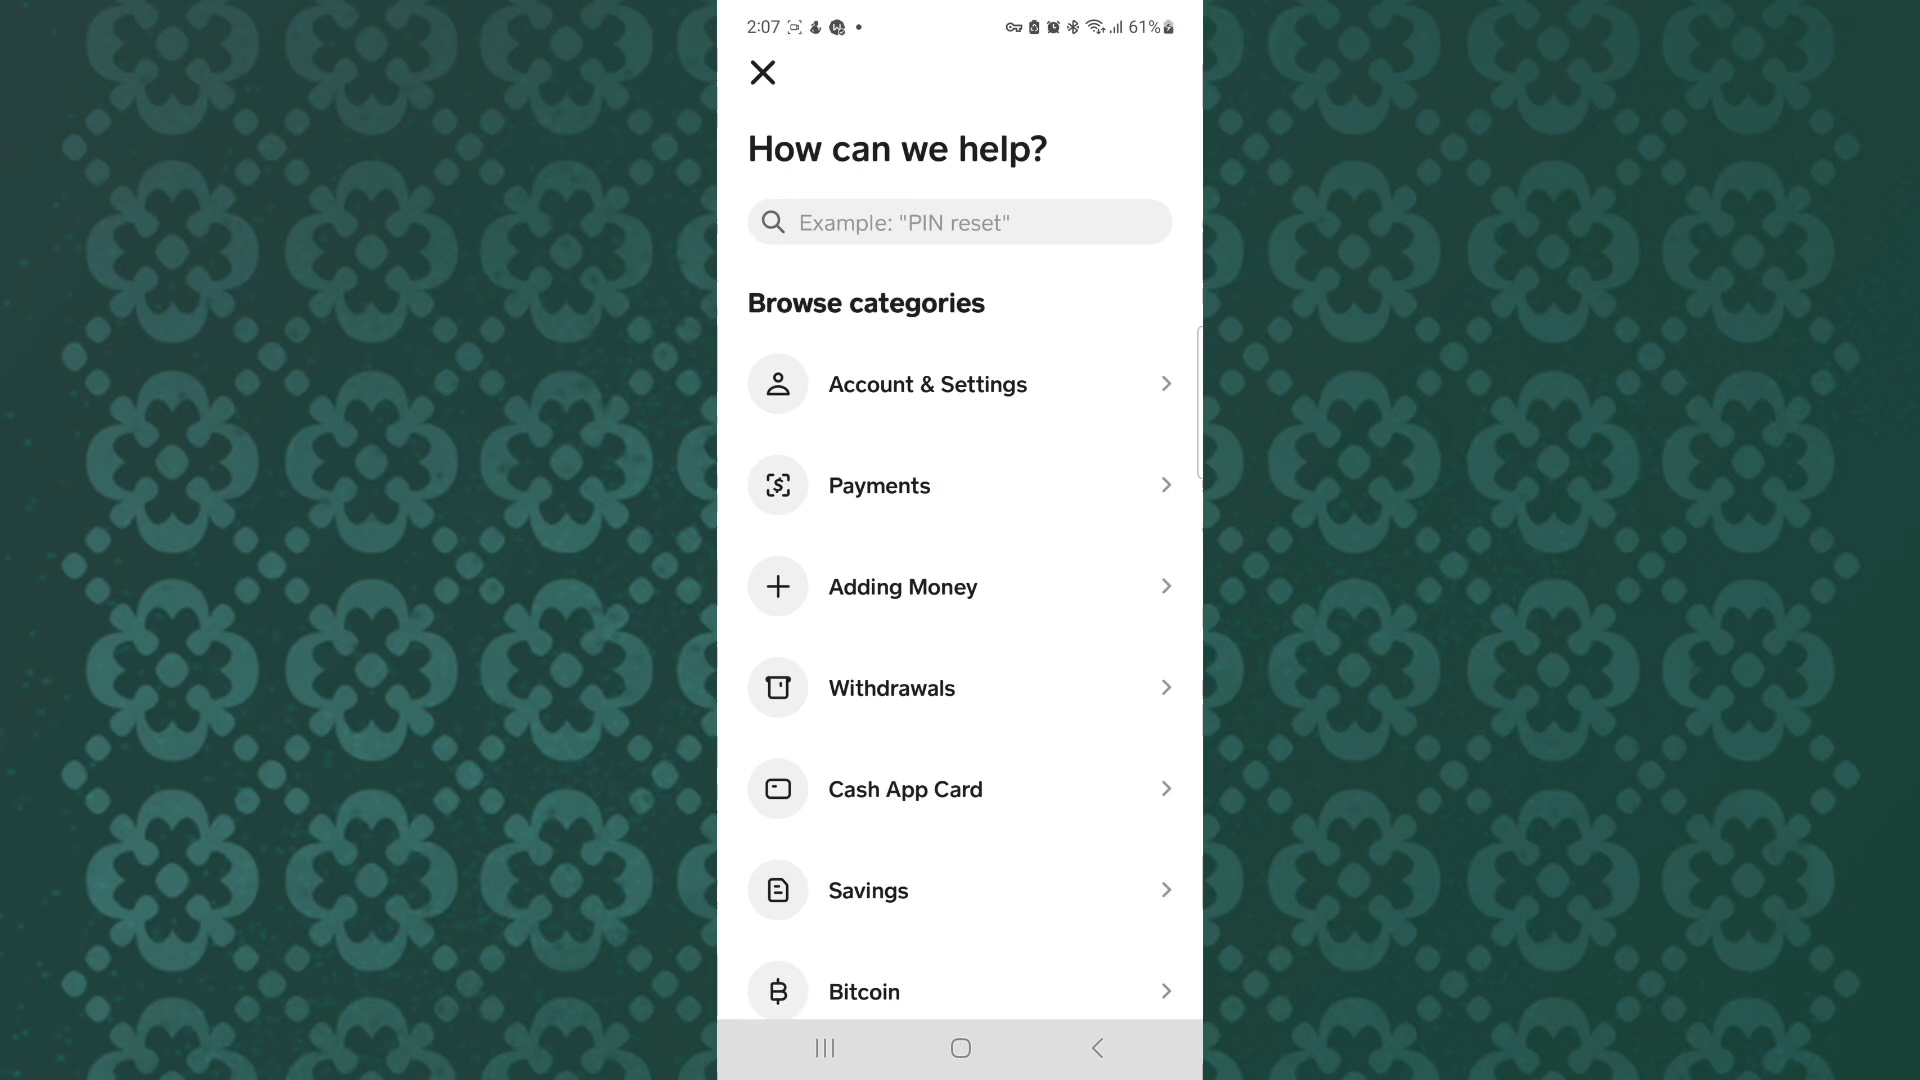 2:07 61%
How can we help?
Example: "PIN reset"
Browse categories
Account & Settings
Payments
Adding Money
Withdrawals
Cash App Card
Savings
Bitcoin